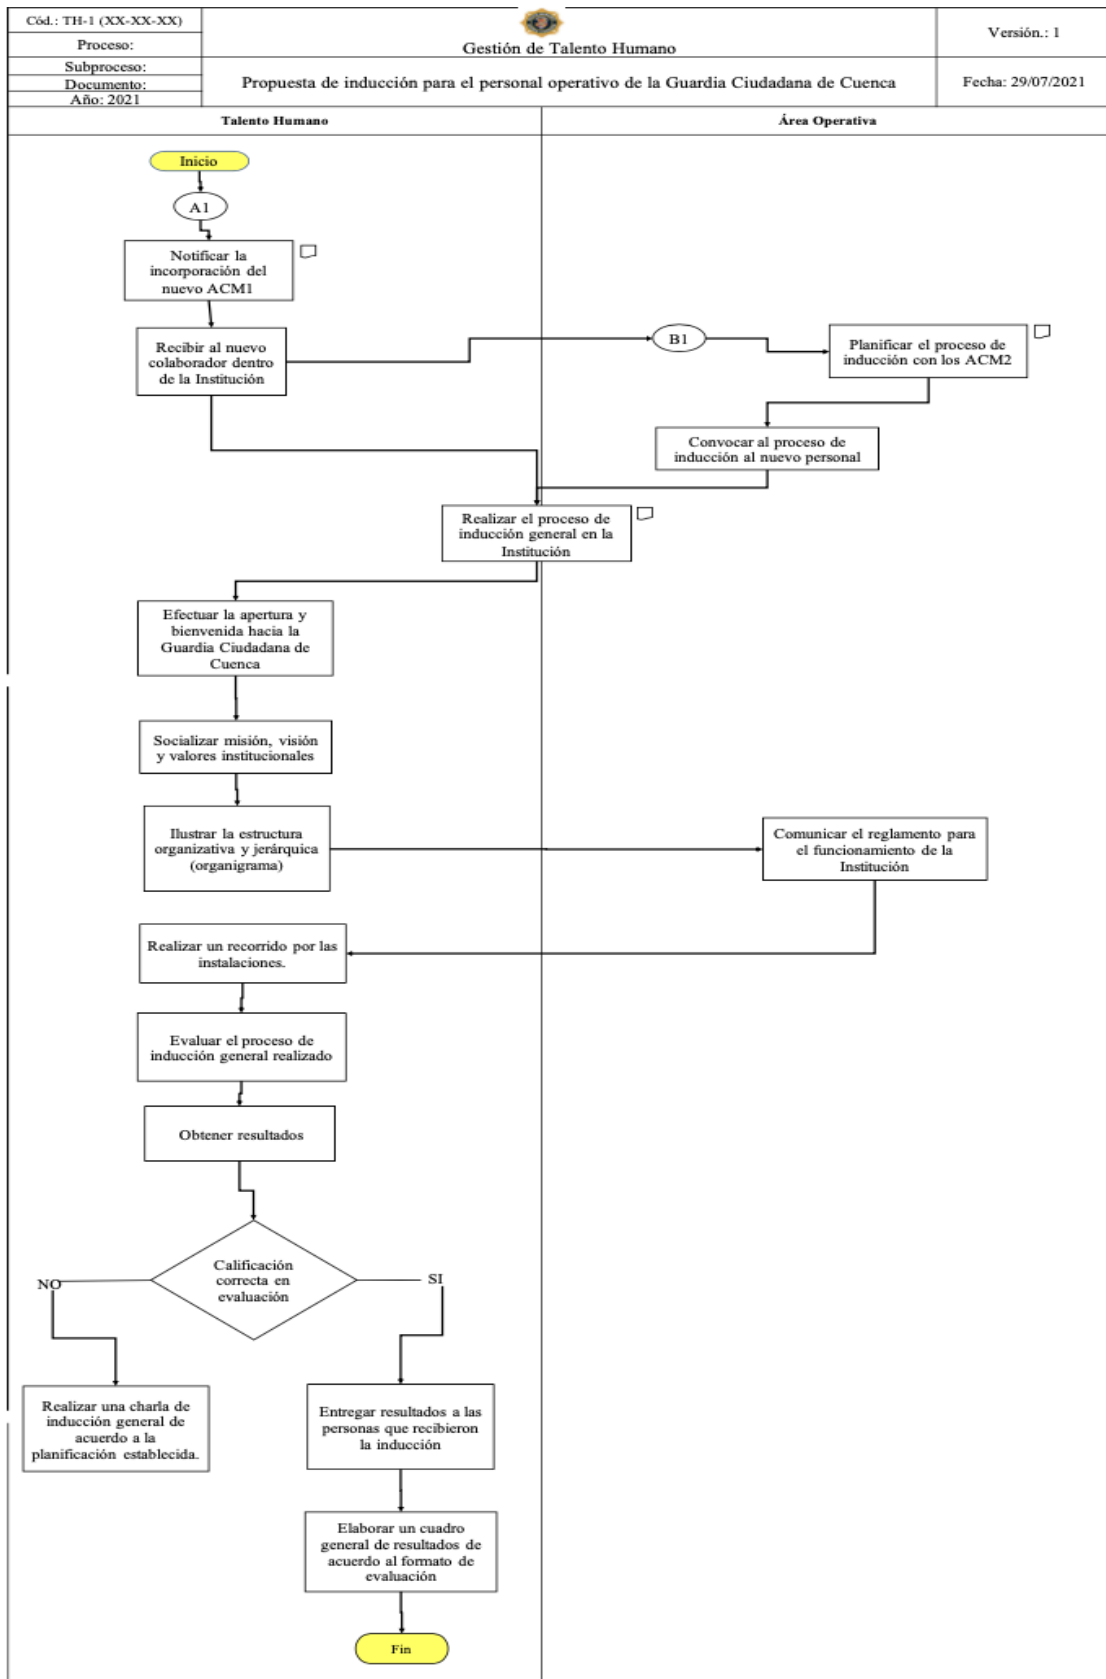 Cód.: TH-1 (XX-XX-XX)
Proceso:
Gestión de Talento Humano
Versión.: 1
Subproceso:
Documento:
Año: 2021
Propuesta de inducción para el personal operativo de la Guardia Ciudadana de Cuenca
Fecha: 29/07/2021
Talento Humano
Área Operativa
Inicio
A1
Notificar la
incorporación del
nuevo ACM1
Recibir al nuevo
colaborador dentro
de la Institución
B1
Planificar el proceso de
inducción con los ACM2
Convocar al proceso de
inducción al nuevo personal
Realizar el proceso de
inducción general en la
Institución
Efectuar la apertura y
bienvenida hacia la
Guardia Ciudadana de
Cuenca
Socializar misión, visión
y valores institucionales
Ilustrar la estructura
organizativa y jerárquica
(organigrama)
Comunicar el reglamento para
el funcionamiento de la
Institución
Realizar un recorrido por las
instalaciones.
Evaluar el proceso de
inducción general realizado
Obtener resultados
Calificación
correcta en
evaluación
NO
SI
Realizar una charla de
inducción general de
acuerdo a la
planificación establecida.
Entregar resultados a las
personas que recibieron
la inducción
Elaborar un cuadro
general de resultados de
acuerdo al formato de
evaluación
Fin